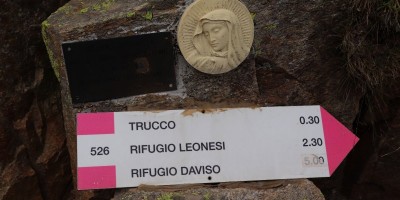 TRUCCO 0.30
526 RIFUGIO LEONESI 2.30
RIFUGIO DAVISO 5.00